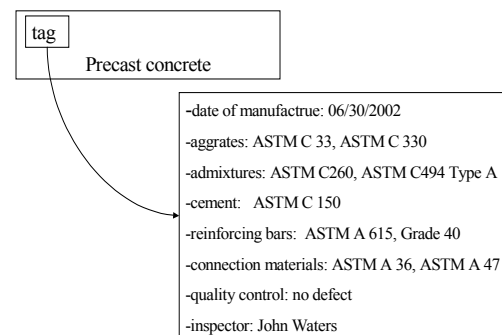 tag
Precast concrete
-date of manufactrue: 06/30/2002
-aggrates: ASTM C 33, ASTM C 330
-admixtures: ASTM C260, ASTM C494 Type A
-cement: ASTM C 150
-reinforcing bars: ASTM A 615, Grade 40
-connection materials: ASTM A 36, ASTM A 47
-quality control: no defect
-inspector: John Waters